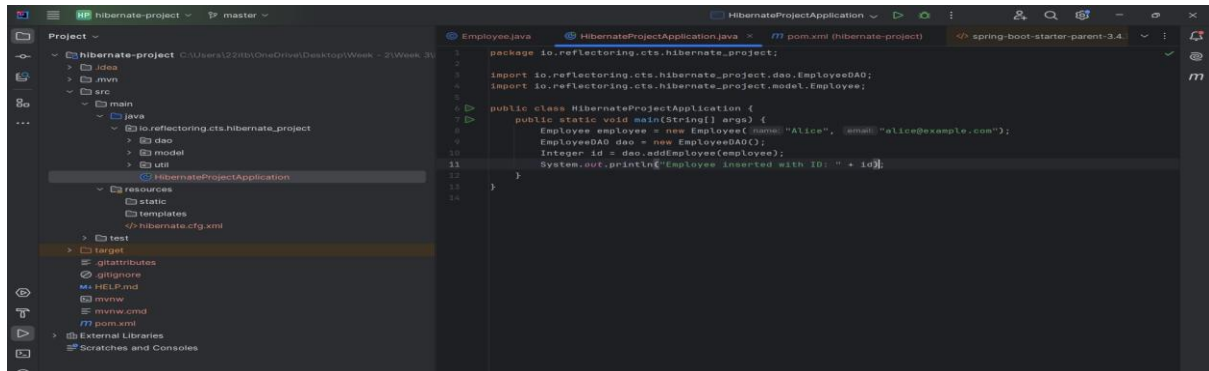 HP hibernate-project master HibernateProjectApplication
Project
hibernate-project C:\Users\22itb\OneDrive\Desktop\Week - 2\Week 3\
.idea
.mvn
src
main
java
io.reflectoring.cts.hibernate_project
dao
model
util
HibernateProjectApplication
resources
static
templates
hibernate.cfg.xml
test
target
.gitattributes
.gitignore
M↓ HELP.md
mvnw
mvnw.cmd
pom.xml
External Libraries
Scratches and Consoles
Employee.java HibernateProjectApplication.java pom.xml (hibernate-project) spring-boot-starter-parent-3.4.
1 package io.reflectoring.cts.hibernate_project;
2
3 import io.reflectoring.cts.hibernate_project.dao.EmployeeDAO;
4 import io.reflectoring.cts.hibernate_project.model.Employee;
5
6 public class HibernateProjectApplication {
7 public static void main(String[] args) {
8 Employee employee = new Employee( name: "Alice", email: "alice@example.com");
9 EmployeeDAO dao = new EmployeeDAO();
10 Integer id = dao.addEmployee(employee);
11 System.out.println("Employee inserted with ID: " + id);
12 }
13 }
14